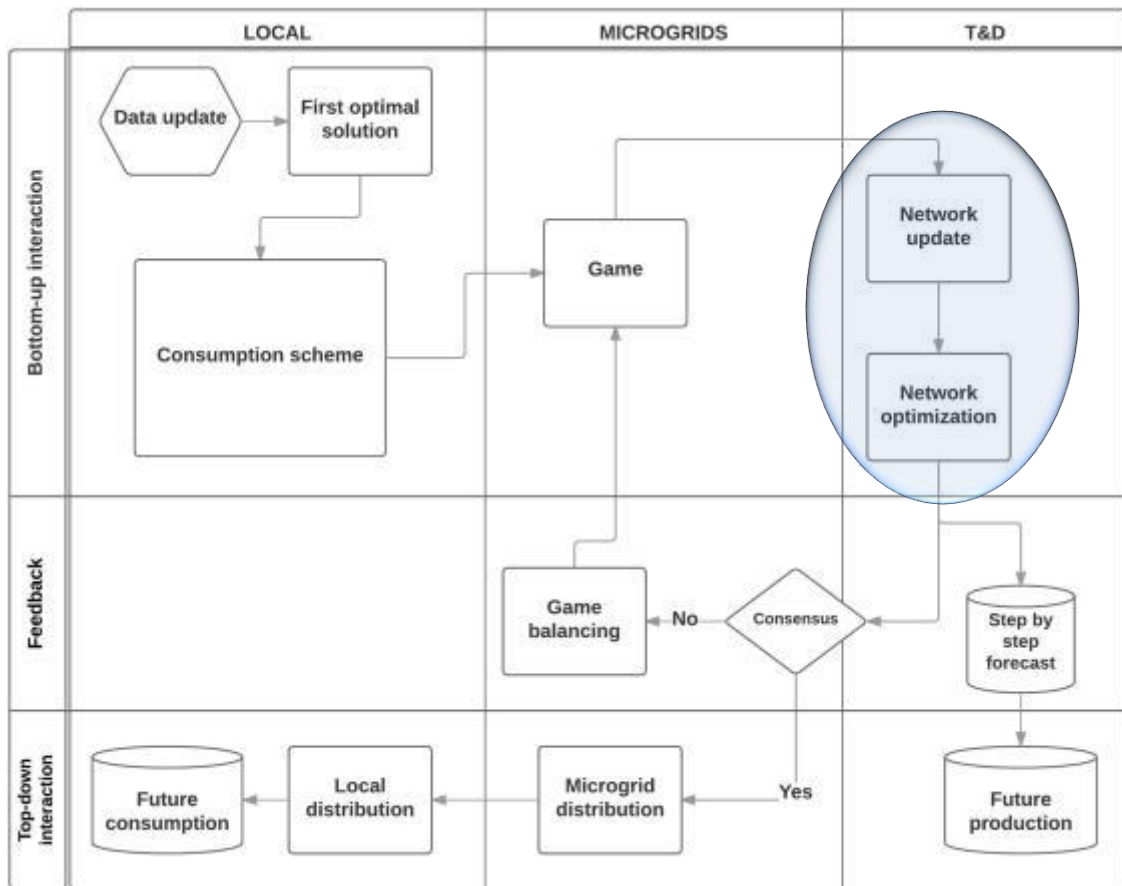 LOCAL
MICROGRIDS
T&D
Bottom-up interaction
Data update
First optimal
solution
Consumption scheme
Game
Network
update
Network
optimization
Feedback
Game
balancing
No
Consensus
Step by
step
forecast
Top-down
interaction
Future
consumption
Local
distribution
Microgrid
distribution
Yes
Future
production